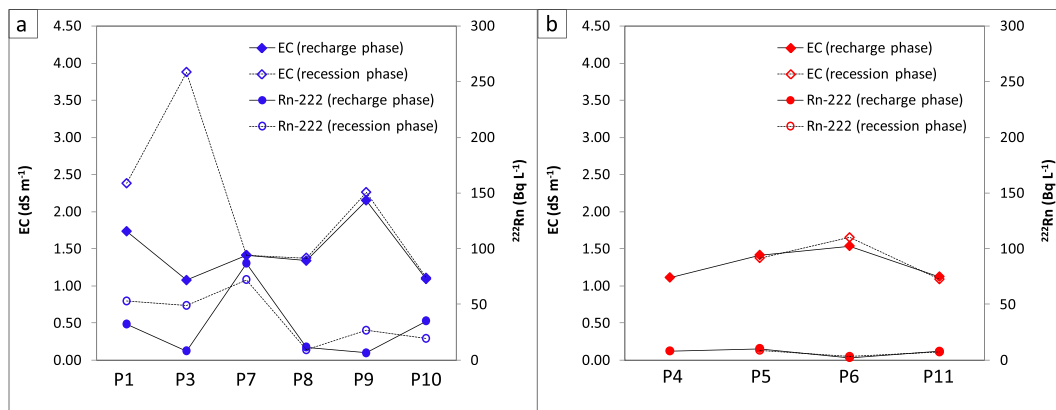 a
EC (dS m⁻¹)
4.50
4.00
3.50
3.00
2.50
2.00
1.50
1.00
0.50
0.00
EC (recharge phase)
EC (recession phase)
Rn-222 (recharge phase)
Rn-222 (recession phase)
300
250
200
150
100
50
0
²²²Rn (Bq L⁻¹)
P1 P3 P7 P8 P9 P10
b
EC (dS m⁻¹)
4.50
4.00
3.50
3.00
2.50
2.00
1.50
1.00
0.50
0.00
EC (recharge phase)
EC (recession phase)
Rn-222 (recharge phase)
Rn-222 (recession phase)
300
250
200
150
100
50
0
²²²Rn (Bq L⁻¹)
P4 P5 P6 P11